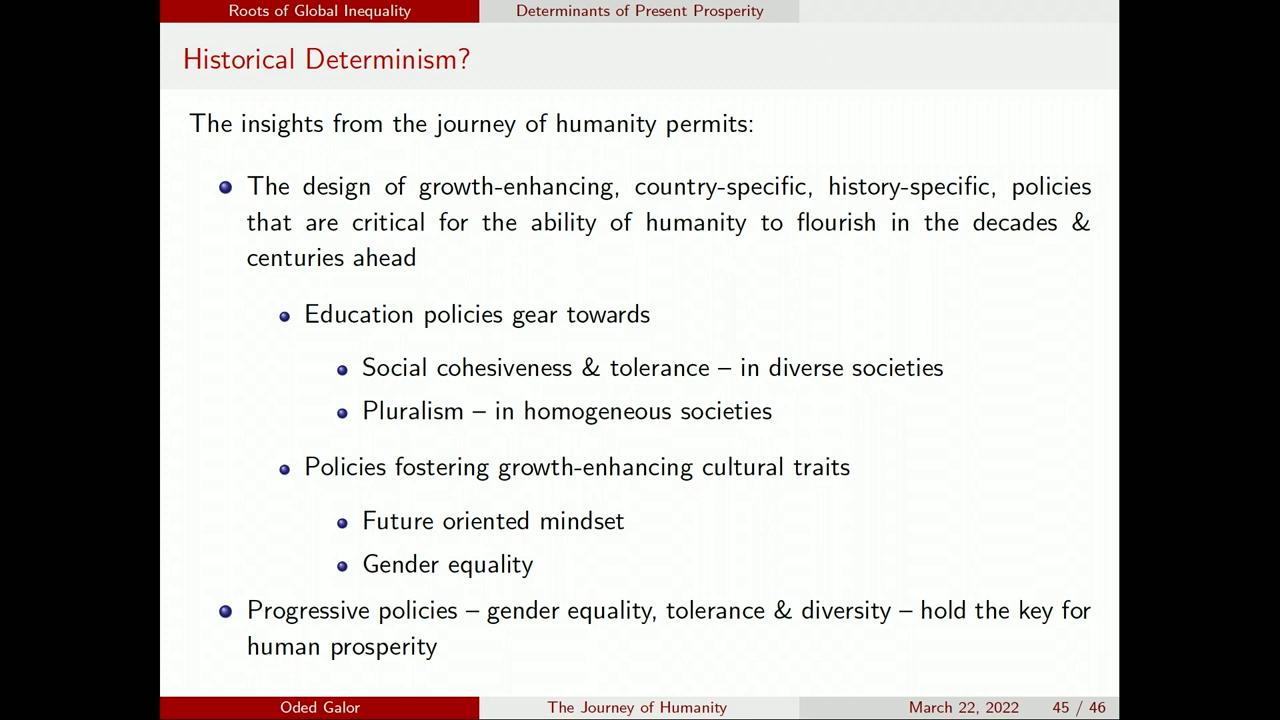 Roots of Global Inequality Determinants of Present Prosperity
Historical Determinism?
The insights from the journey of humanity permits:
The design of growth-enhancing, country-specific, history-specific, policies
that are critical for the ability of humanity to flourish in the decades &
centuries ahead
Education policies gear towards
Social cohesiveness & tolerance – in diverse societies
Pluralism – in homogeneous societies
Policies fostering growth-enhancing cultural traits
Future oriented mindset
Gender equality
Progressive policies – gender equality, tolerance & diversity – hold the key for
human prosperity
Oded Galor The Journey of Humanity March 22, 2022 45 / 46